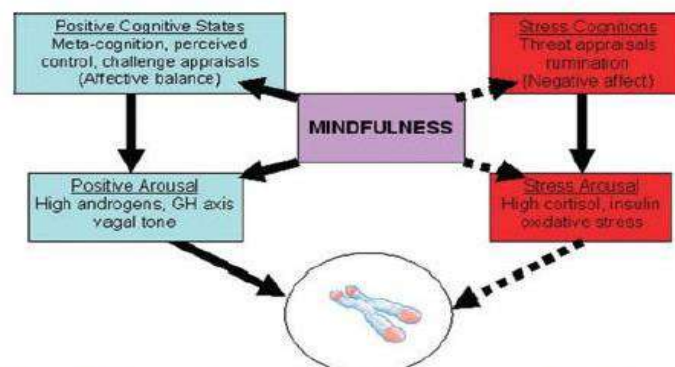 Positive Cognitive States
Meta-cognition, perceived
control, challenge appraisals
(Affective balance)
Stress Cognitions
Threat appraisals
rumination
(Negative affect)
MINDFULNESS
Positive Arousal
High androgens, GH axis
vagal tone
Stress Arousal
High cortisol, insulin
oxidative stress